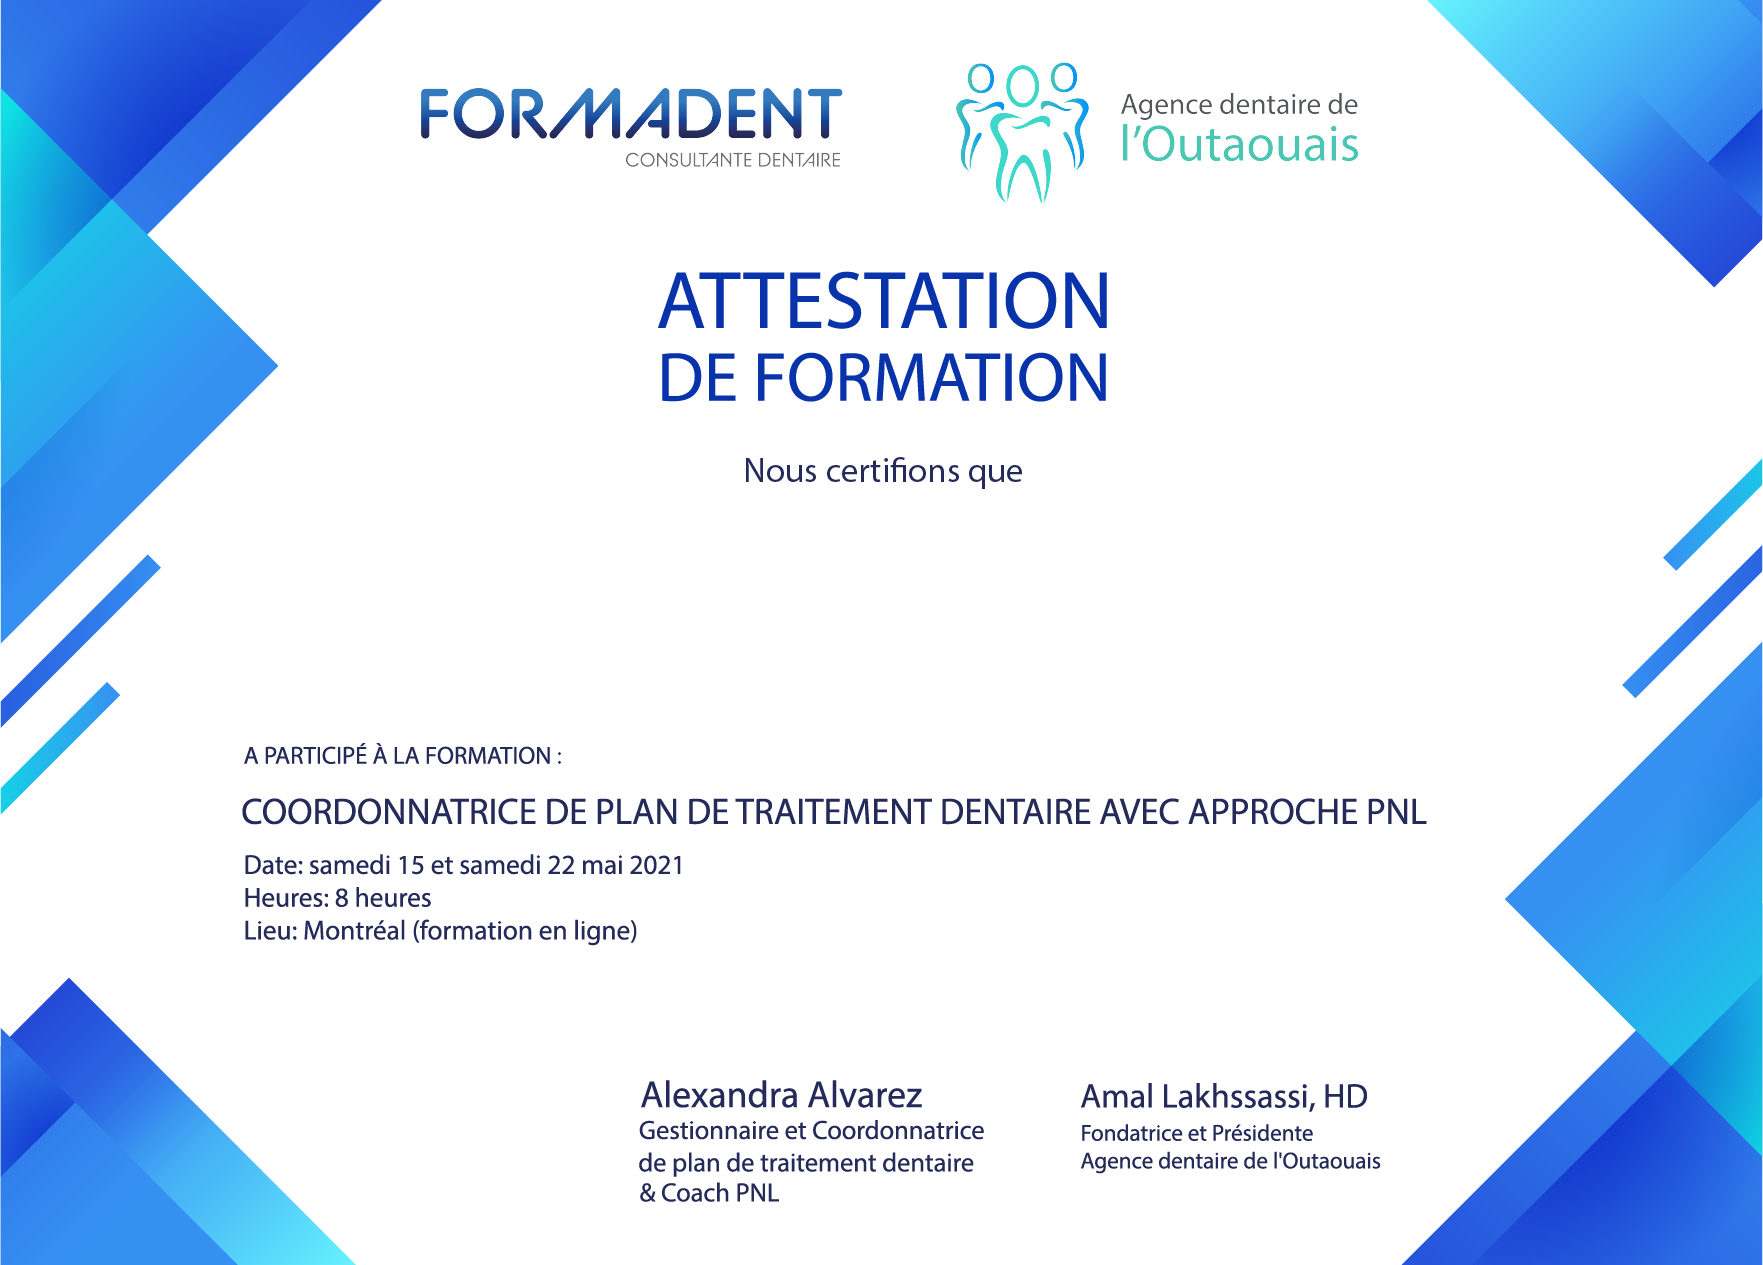 FORMADENT
CONSULTANTE DENTAIRE
Agence dentaire de
l'Outaouais
ATTESTATION
DE FORMATION
Nous certifions que
A PARTICIPÉ À LA FORMATION :
COORDONNATRICE DE PLAN DE TRAITEMENT DENTAIRE AVEC APPROCHE PNL
Date: samedi 15 et samedi 22 mai 2021
Heures: 8 heures
Lieu: Montréal (formation en ligne)
Alexandra Alvarez
Gestionnaire et Coordonnatrice
de plan de traitement dentaire
& Coach PNL
Amal Lakhssassi, HD
Fondatrice et Présidente
Agence dentaire de l'Outaouais